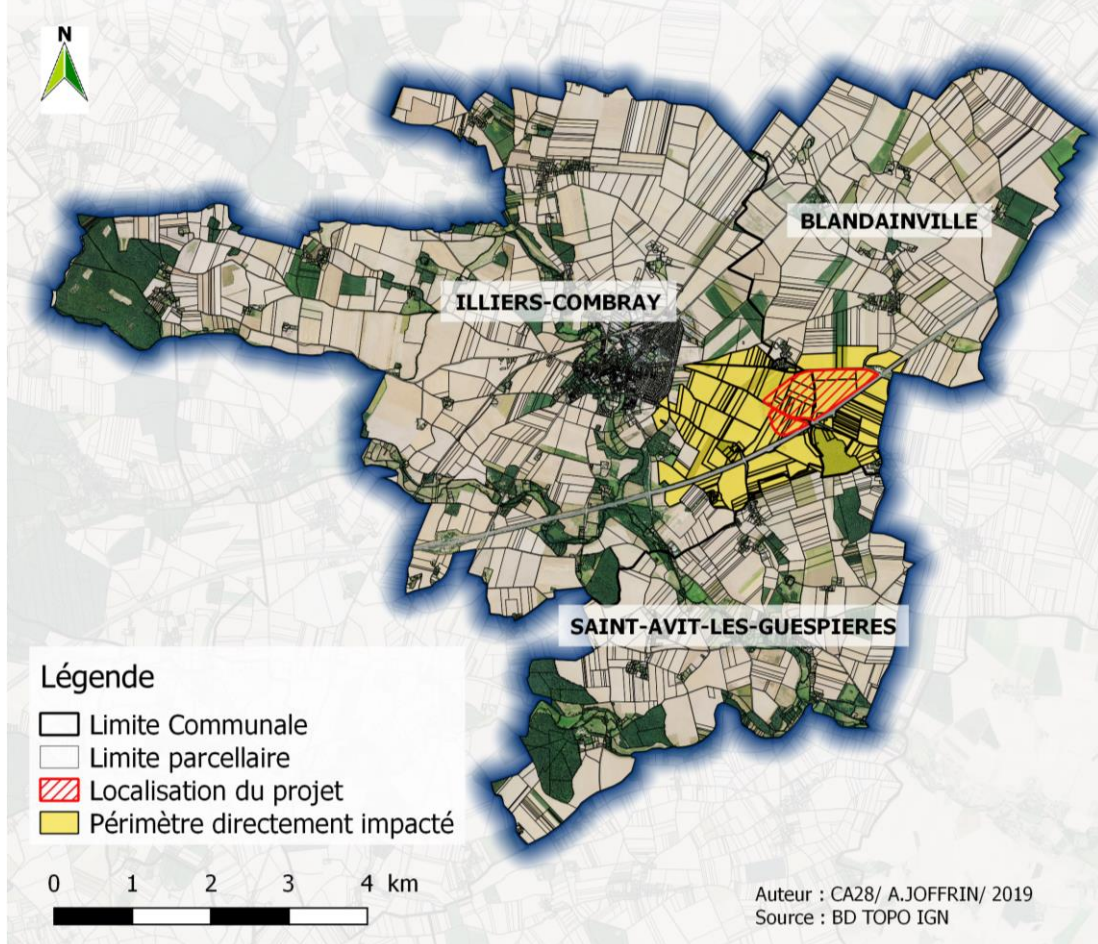 N
BLANDAINVILLE
ILLIERS-COMBRAY
SAINT-AVIT-LES-GUESPIERES
Légende
Limite Communale
Limite parcellaire
Localisation du projet
Périmètre directement impacté
0 1 2 3 4 km
Auteur : CA28/ A.JOFFRIN/ 2019
Source : BD TOPO IGN